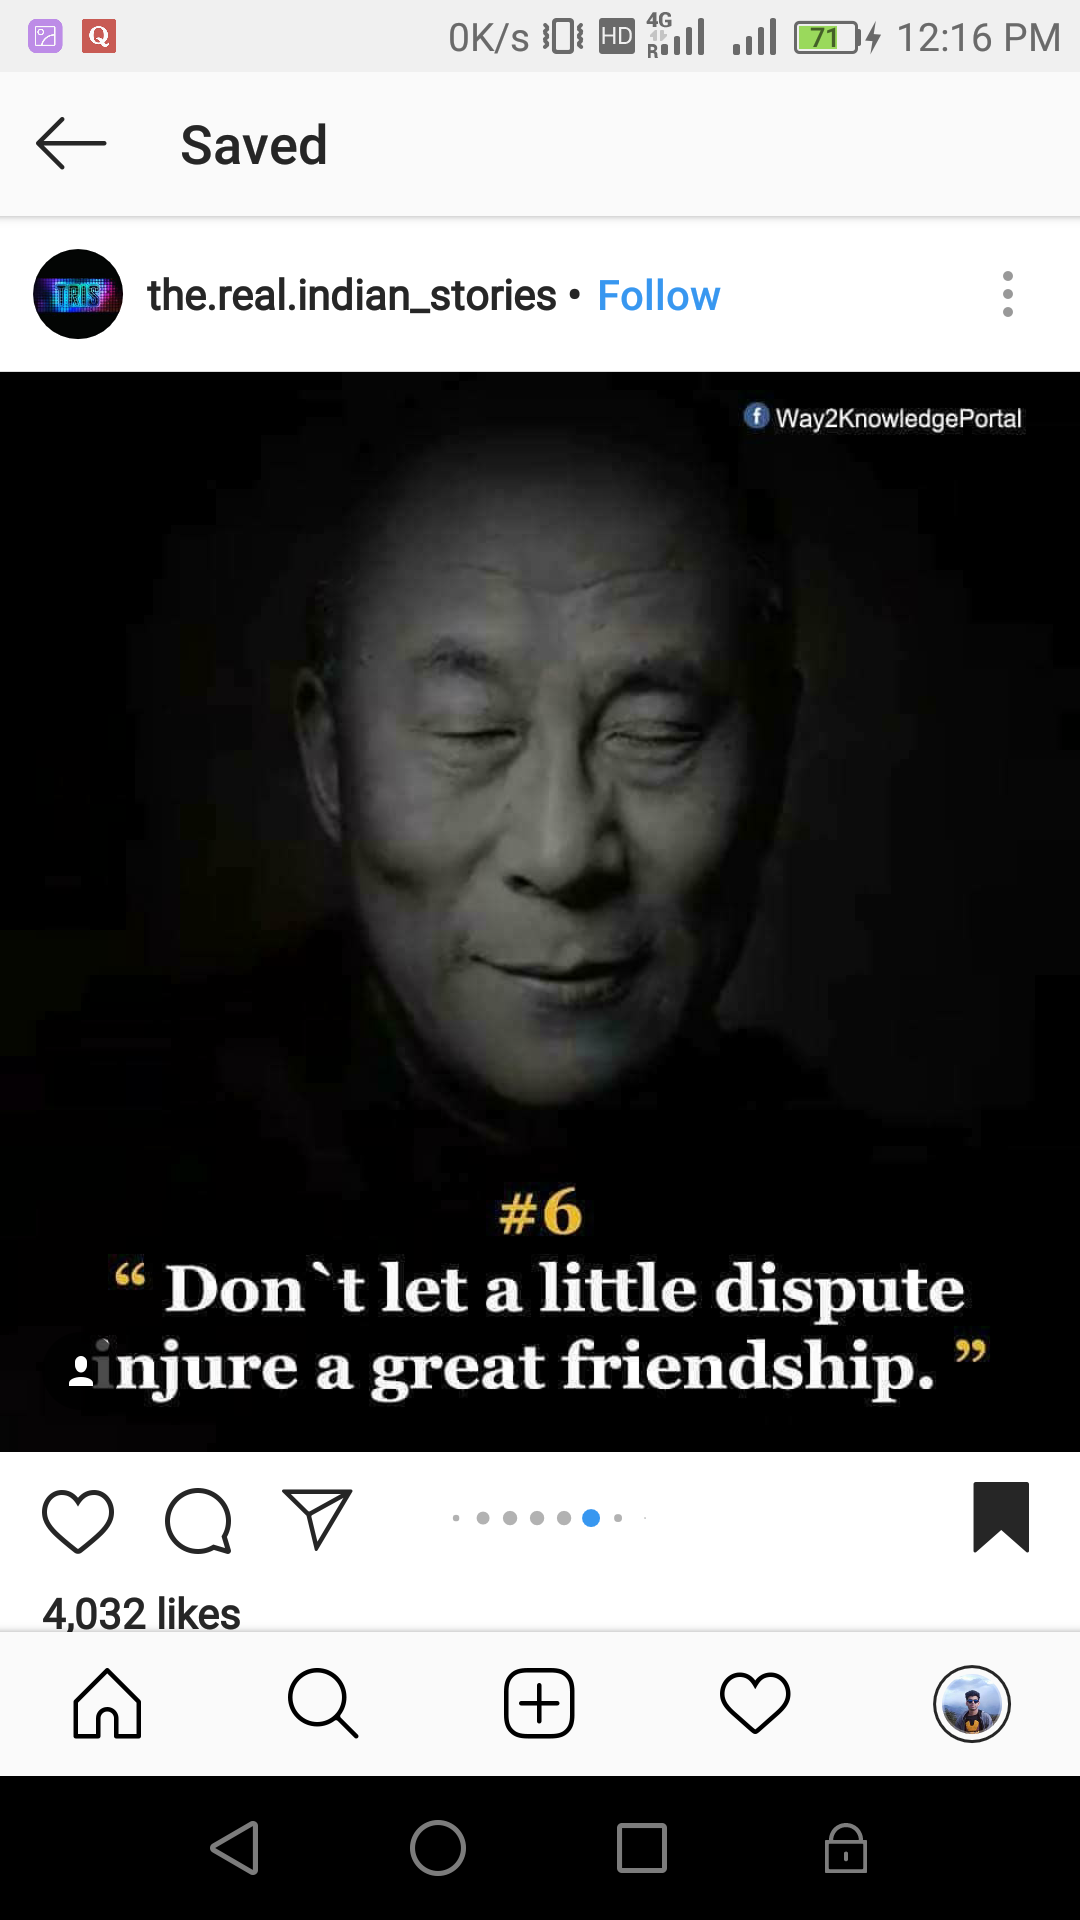 0K/s HD 4G R 71 12:16 PM
Saved
TRIS
the.real.indian_stories • Follow
f Way2KnowledgePortal
#6
“ Don`t let a little dispute
injure a great friendship. ”
4,032 likes